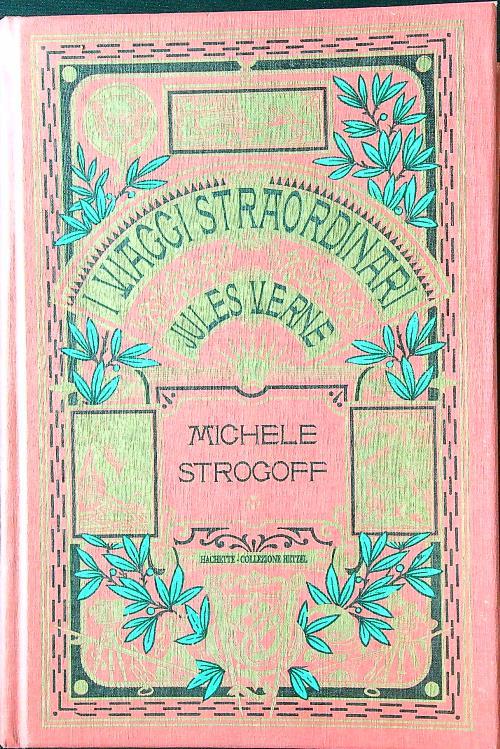 I VIAGGI STRAORDINARI
JULES VERNE
MICHELE
STROGOFF
HACHETTE - COLLEZIONE HETZEL